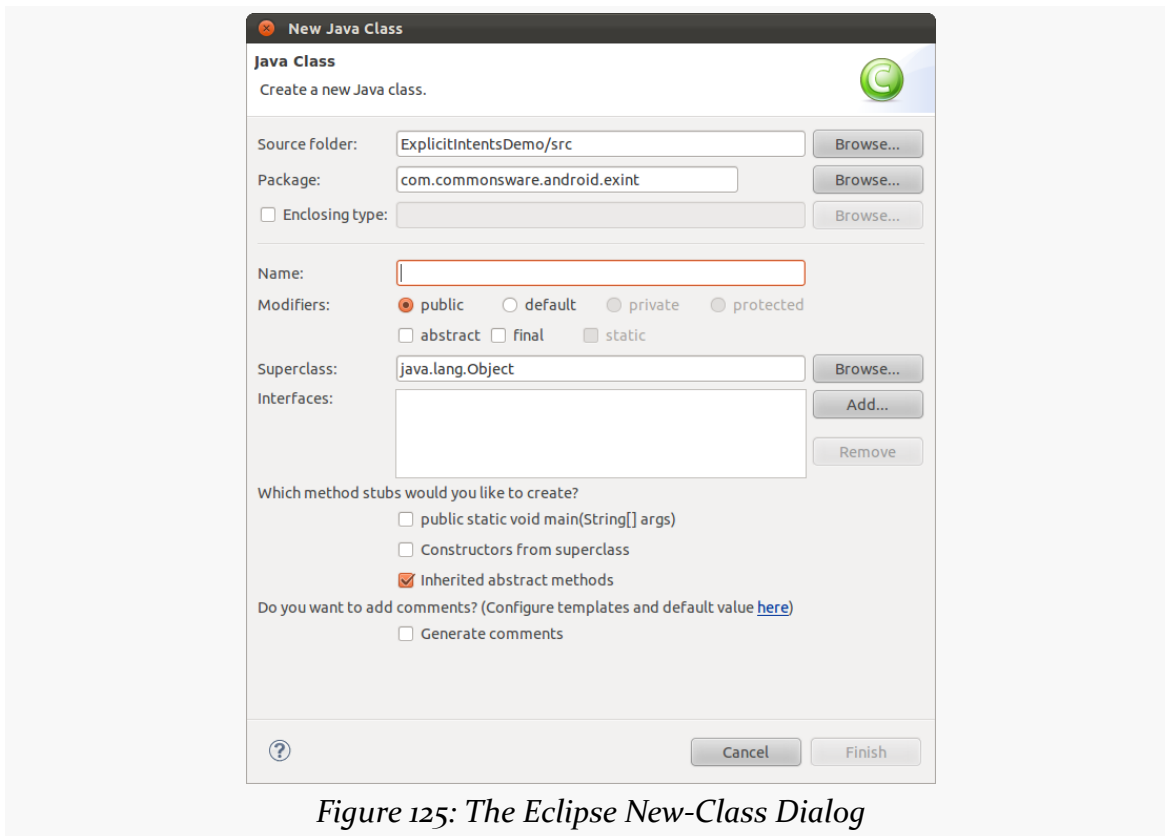 New Java Class
Java Class
Create a new Java class.
Source folder: ExplicitIntentsDemo/src Browse...
Package: com.commonsware.android.exint Browse...
Enclosing type: Browse...
Name:
Modifiers: public default private protected
abstract final static
Superclass: java.lang.Object Browse...
Interfaces: Add...
Remove
Which method stubs would you like to create?
public static void main(String[] args)
Constructors from superclass
Inherited abstract methods
Do you want to add comments? (Configure templates and default value here)
Generate comments
? Cancel Finish
Figure 125: The Eclipse New-Class Dialog